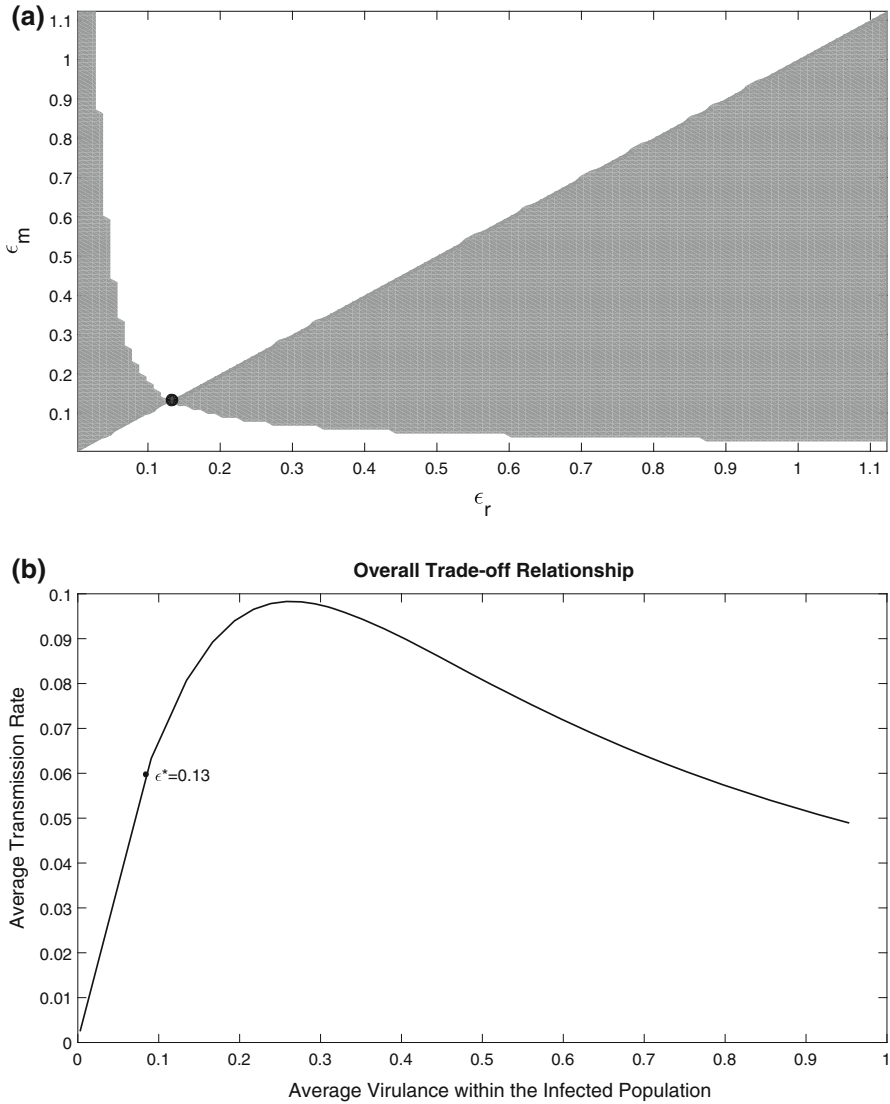 (a)
1.1
1
0.9
0.8
0.7
0.6
0.5
0.4
0.3
0.2
0.1
ϵm
0.1 0.2 0.3 0.4 0.5 0.6 0.7 0.8 0.9 1 1.1
ϵr
(b)
Overall Trade-off Relationship
0.1
0.09
0.08
0.07
0.06
0.05
0.04
0.03
0.02
0.01
0
Average Transmission Rate
ϵ*=0.13
0 0.1 0.2 0.3 0.4 0.5 0.6 0.7 0.8 0.9 1
Average Virulance within the Infected Population